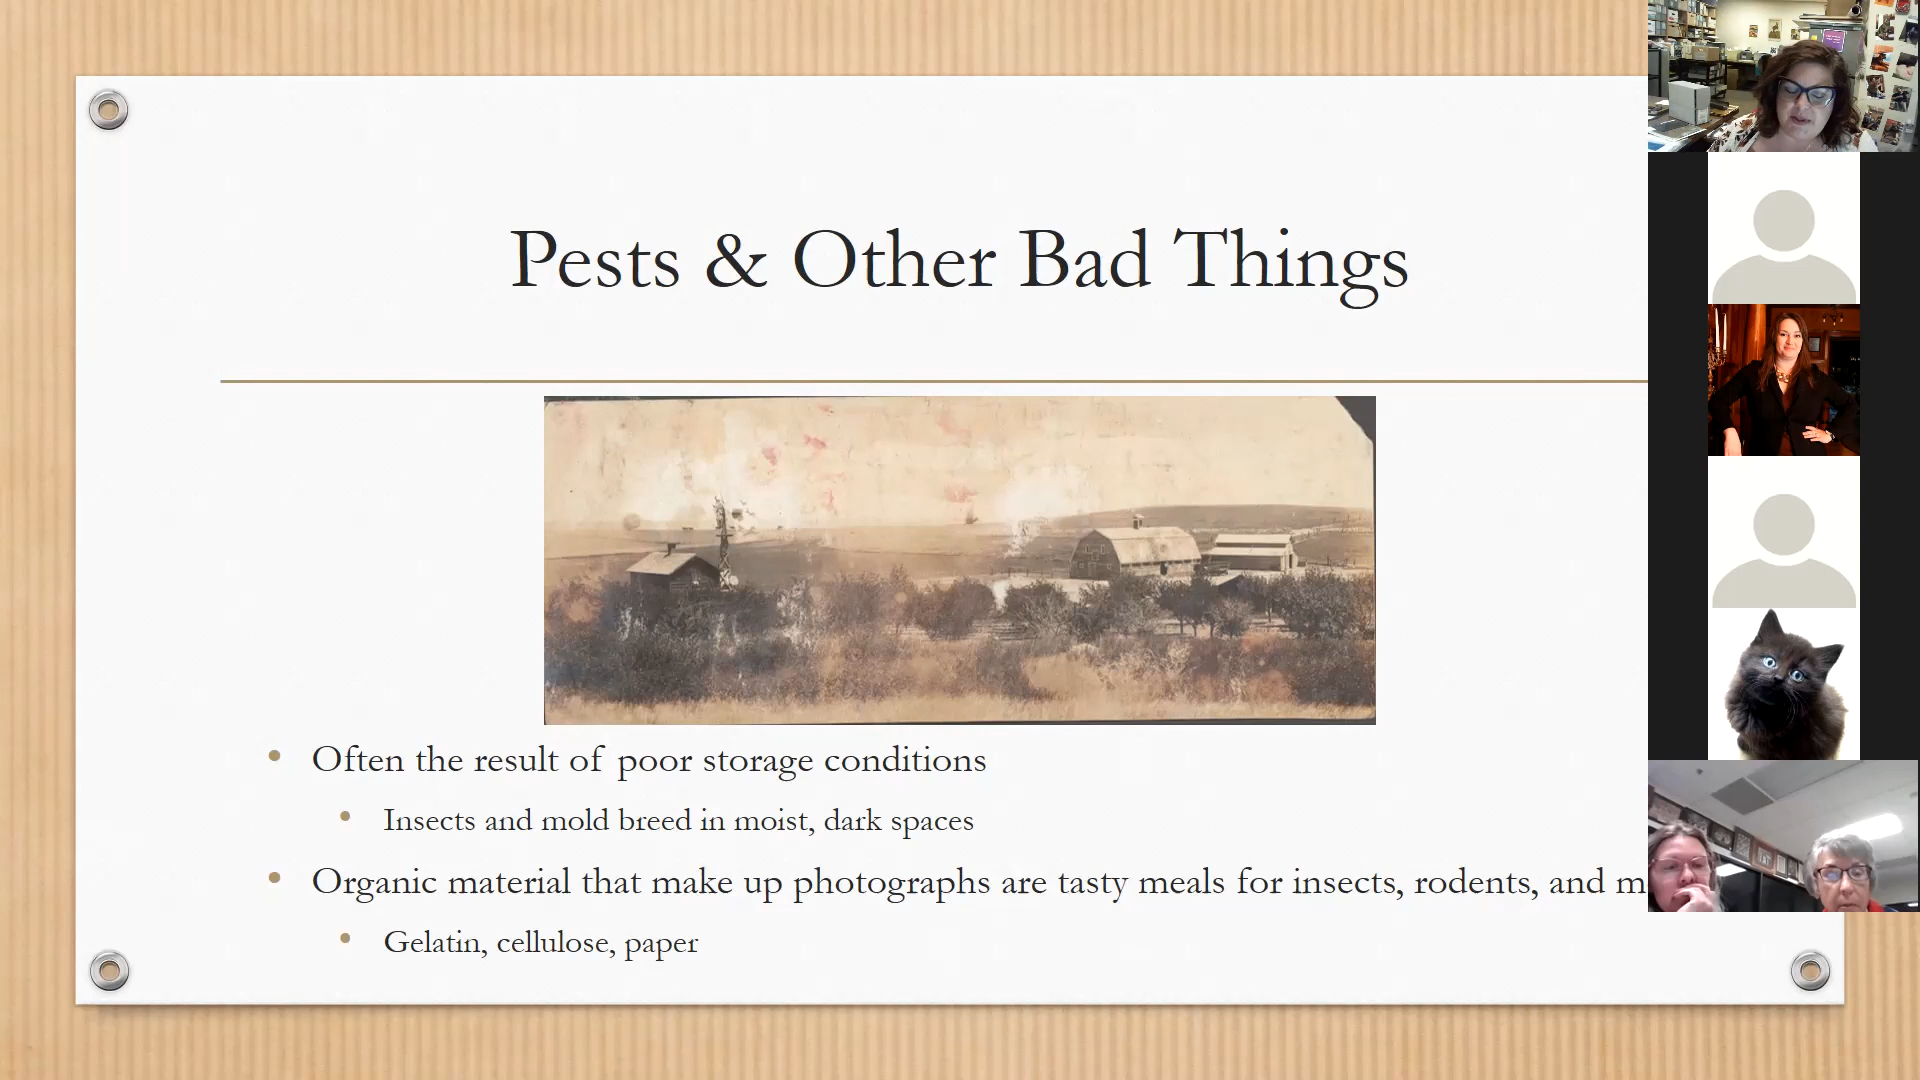 Pests & Other Bad Things
Often the result of poor storage conditions
Insects and mold breed in moist, dark spaces
Organic material that make up photographs are tasty meals for insects, rodents, and
Gelatin, cellulose, paper